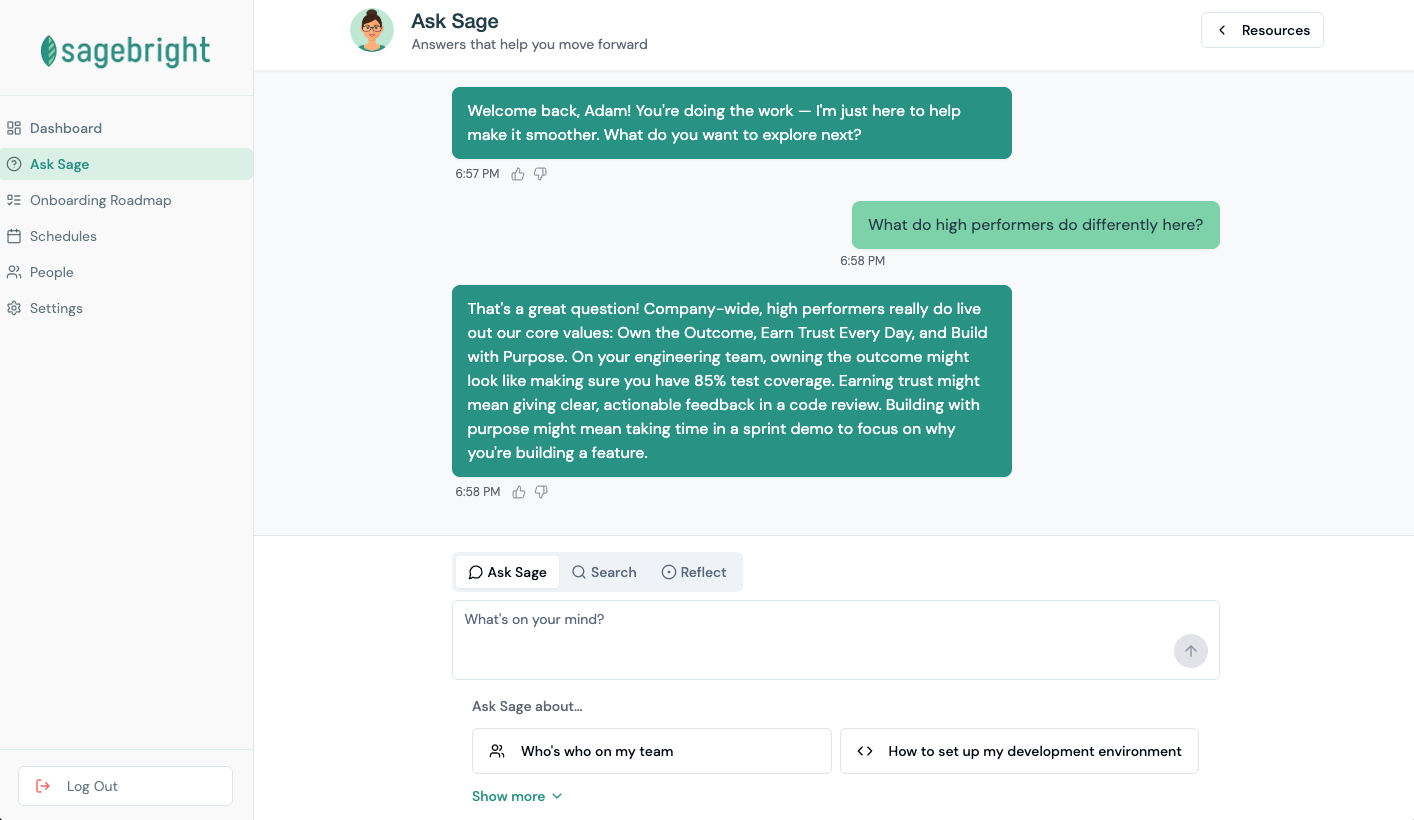 sagebright
Dashboard
Ask Sage
Onboarding Roadmap
Schedules
People
Settings
Log Out
Ask Sage
Answers that help you move forward
Resources
Welcome back, Adam! You're doing the work — I'm just here to help
make it smoother. What do you want to explore next?
6:57 PM
What do high performers do differently here?
6:58 PM
That's a great question! Company-wide, high performers really do live
out our core values: Own the Outcome, Earn Trust Every Day, and Build
with Purpose. On your engineering team, owning the outcome might
look like making sure you have 85% test coverage. Earning trust might
mean giving clear, actionable feedback in a code review. Building with
purpose might mean taking time in a sprint demo to focus on why
you're building a feature.
6:58 PM
Ask Sage
Search
Reflect
What's on your mind?
Ask Sage about...
Who's who on my team
How to set up my development environment
Show more